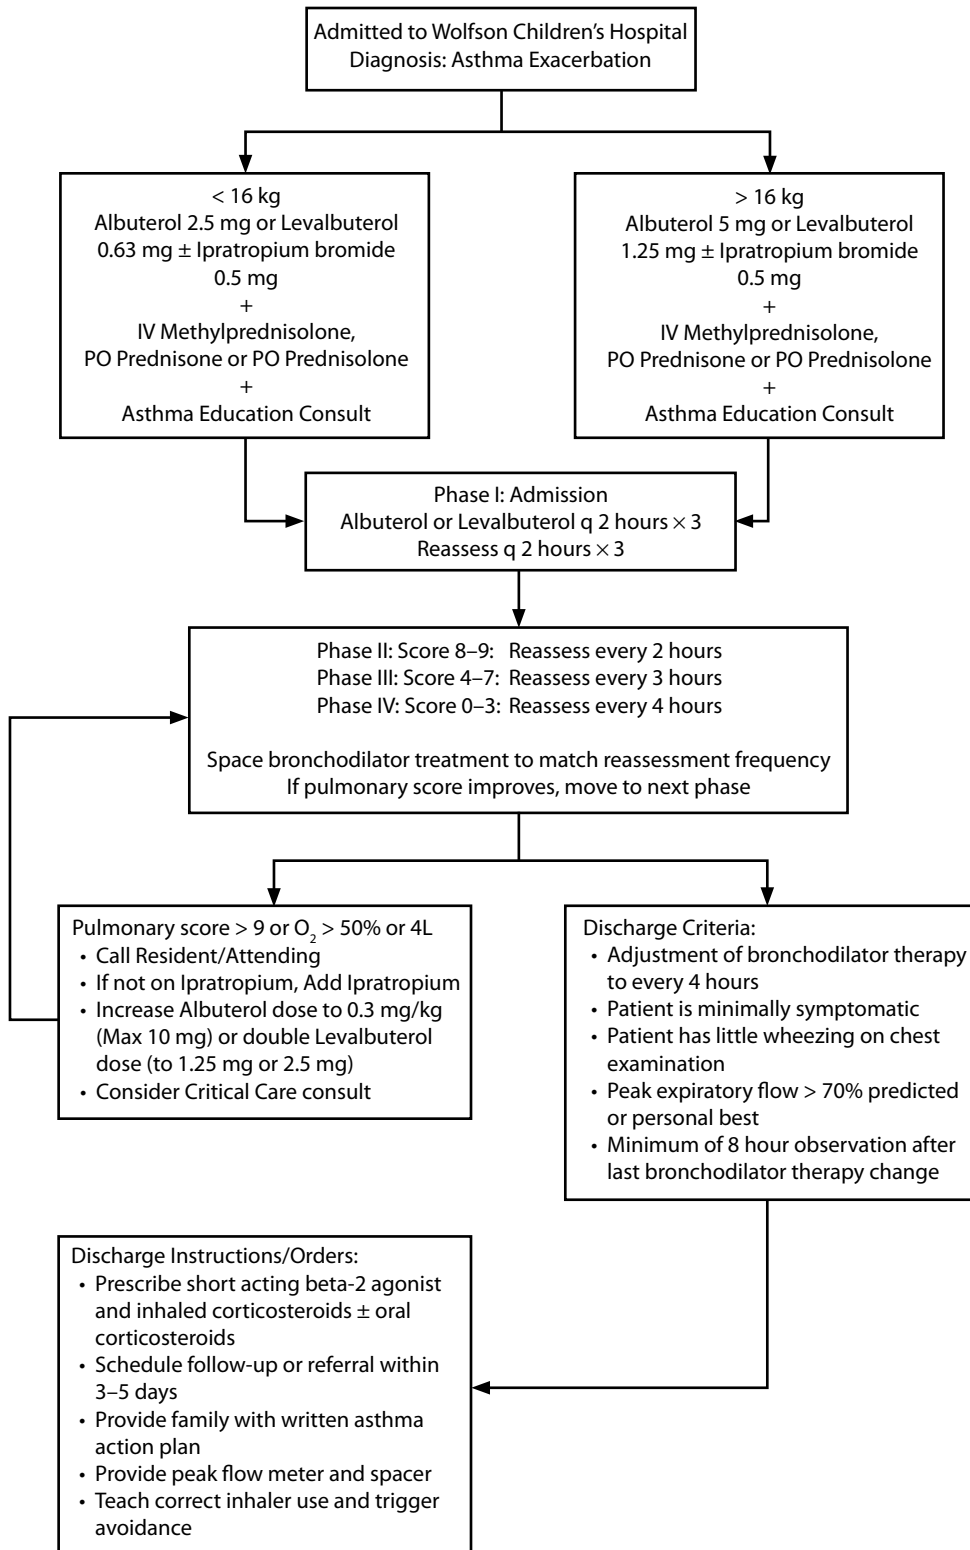 Admitted to Wolfson Children's Hospital
Diagnosis: Asthma Exacerbation
< 16 kg
Albuterol 2.5 mg or Levalbuterol
0.63 mg ± Ipratropium bromide
0.5 mg
+
IV Methylprednisolone,
PO Prednisone or PO Prednisolone
+
Asthma Education Consult
> 16 kg
Albuterol 5 mg or Levalbuterol
1.25 mg ± Ipratropium bromide
0.5 mg
+
IV Methylprednisolone,
PO Prednisone or PO Prednisolone
+
Asthma Education Consult
Phase I: Admission
Albuterol or Levalbuterol q 2 hours × 3
Reassess q 2 hours × 3
Phase II: Score 8–9: Reassess every 2 hours
Phase III: Score 4–7: Reassess every 3 hours
Phase IV: Score 0–3: Reassess every 4 hours
Space bronchodilator treatment to match reassessment frequency
If pulmonary score improves, move to next phase
Pulmonary score > 9 or O₂ > 50% or 4L
• Call Resident/Attending
• If not on Ipratropium, Add Ipratropium
• Increase Albuterol dose to 0.3 mg/kg
(Max 10 mg) or double Levalbuterol
dose (to 1.25 mg or 2.5 mg)
• Consider Critical Care consult
Discharge Criteria:
• Adjustment of bronchodilator therapy
to every 4 hours
• Patient is minimally symptomatic
• Patient has little wheezing on chest
examination
• Peak expiratory flow > 70% predicted
or personal best
• Minimum of 8 hour observation after
last bronchodilator therapy change
Discharge Instructions/Orders:
• Prescribe short acting beta-2 agonist
and inhaled corticosteroids ± oral
corticosteroids
• Schedule follow-up or referral within
3–5 days
• Provide family with written asthma
action plan
• Provide peak flow meter and spacer
• Teach correct inhaler use and trigger
avoidance